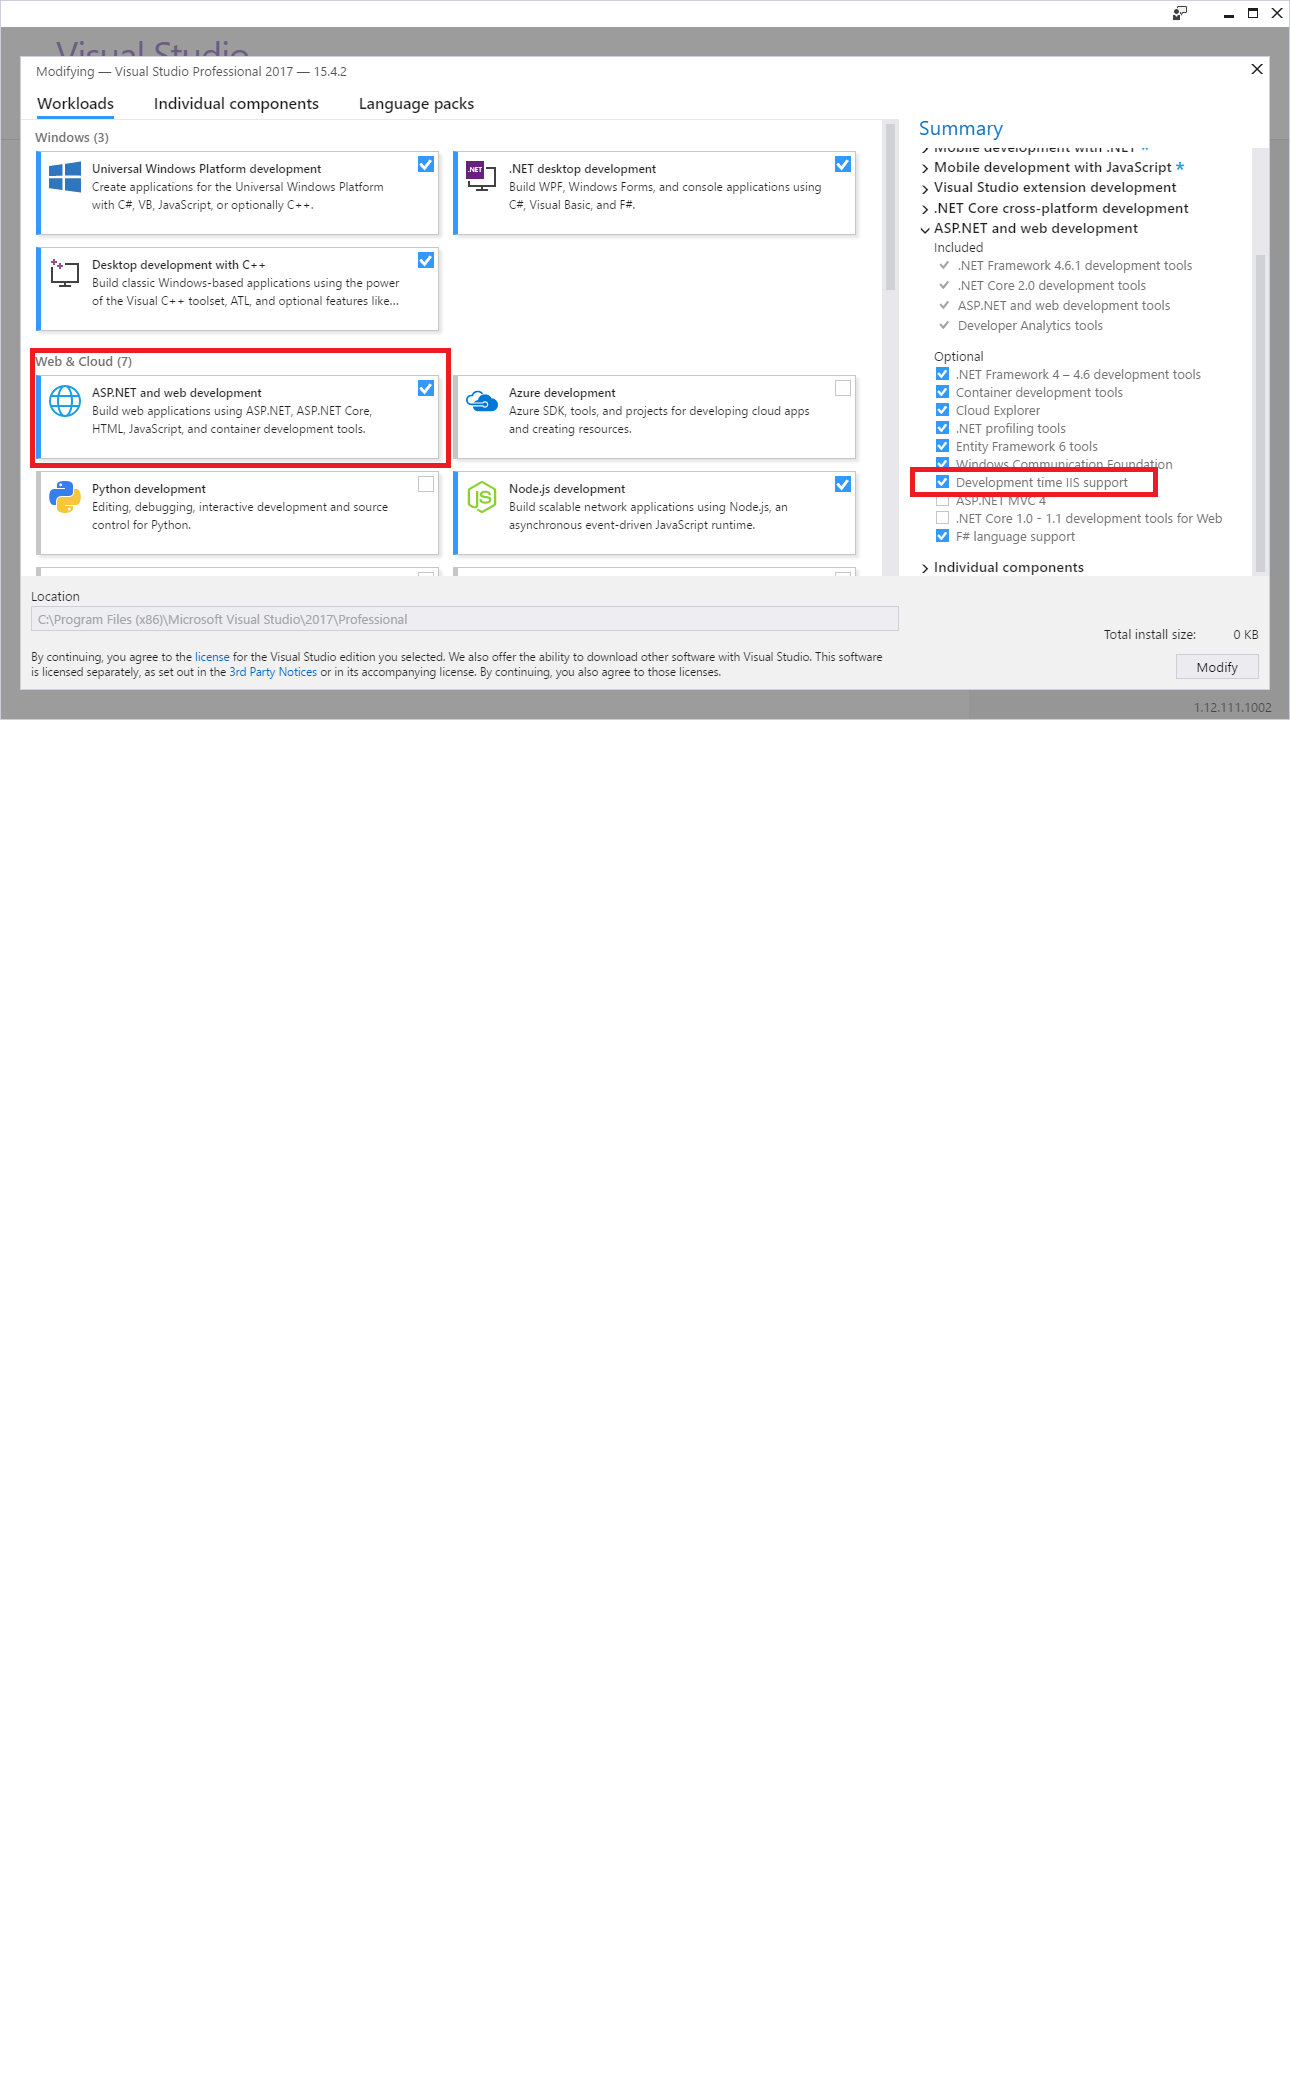 Visual Studio
Modifying — Visual Studio Professional 2017 — 15.4.2
Workloads
Individual components
Language packs
Windows (3)
Universal Windows Platform development
Create applications for the Universal Windows Platform
with C#, VB, JavaScript, or optionally C++.
.NET
.NET desktop development
Build WPF, Windows Forms, and console applications using
C#, Visual Basic, and F#.
Desktop development with C++
Build classic Windows-based applications using the power
of the Visual C++ toolset, ATL, and optional features like...
Web & Cloud (7)
ASP.NET and web development
Build web applications using ASP.NET, ASP.NET Core,
HTML, JavaScript, and container development tools.
Azure development
Azure SDK, tools, and projects for developing cloud apps
and creating resources.
Python development
Editing, debugging, interactive development and source
control for Python.
JS
Node.js development
Build scalable network applications using Node.js, an
asynchronous event-driven JavaScript runtime.
Summary
Mobile development with .NET *
Mobile development with JavaScript *
Visual Studio extension development
.NET Core cross-platform development
ASP.NET and web development
Included
.NET Framework 4.6.1 development tools
.NET Core 2.0 development tools
ASP.NET and web development tools
Developer Analytics tools
Optional
.NET Framework 4 – 4.6 development tools
Container development tools
Cloud Explorer
.NET profiling tools
Entity Framework 6 tools
Windows Communication Foundation
Development time IIS support
ASP.NET MVC 4
.NET Core 1.0 - 1.1 development tools for Web
F# language support
Individual components
Location
C:\Program Files (x86)\Microsoft Visual Studio\2017\Professional
By continuing, you agree to the license for the Visual Studio edition you selected. We also offer the ability to download other software with Visual Studio. This software
is licensed separately, as set out in the 3rd Party Notices or in its accompanying license. By continuing, you also agree to those licenses.
Total install size: 0 KB
Modify
1.12.111.1002